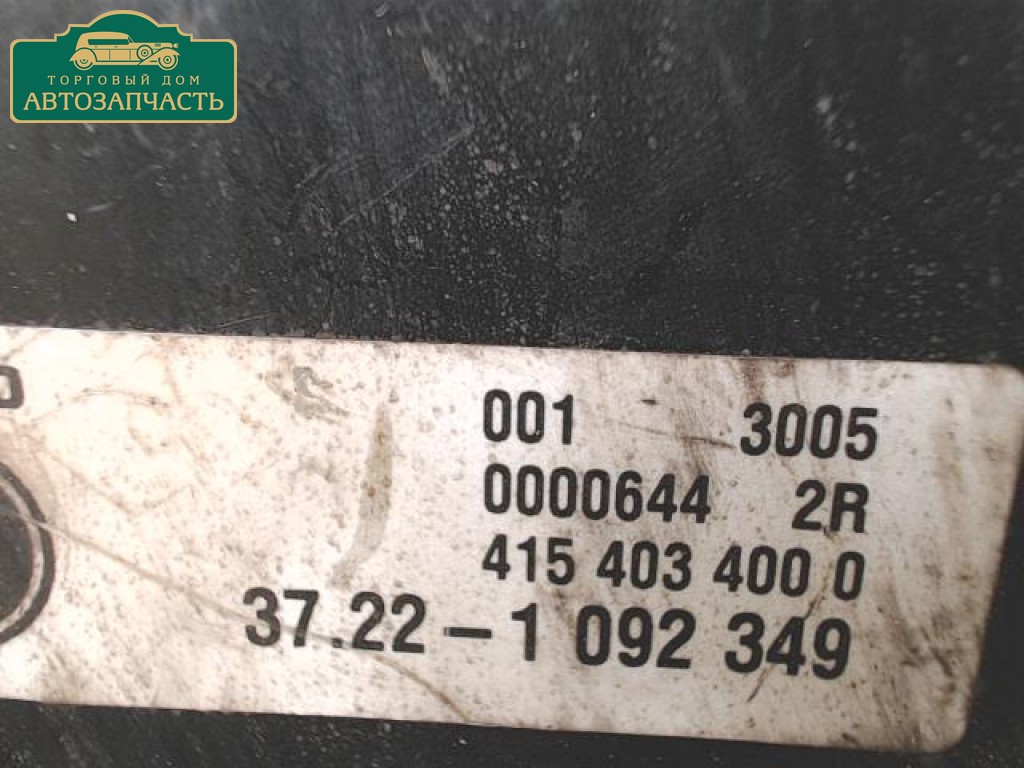 ТОРГОВЫЙ ДОМ
АВТОЗАПЧАСТЬ
001 3005
0000644 2R
415 403 400 0
37.22-1 092 349